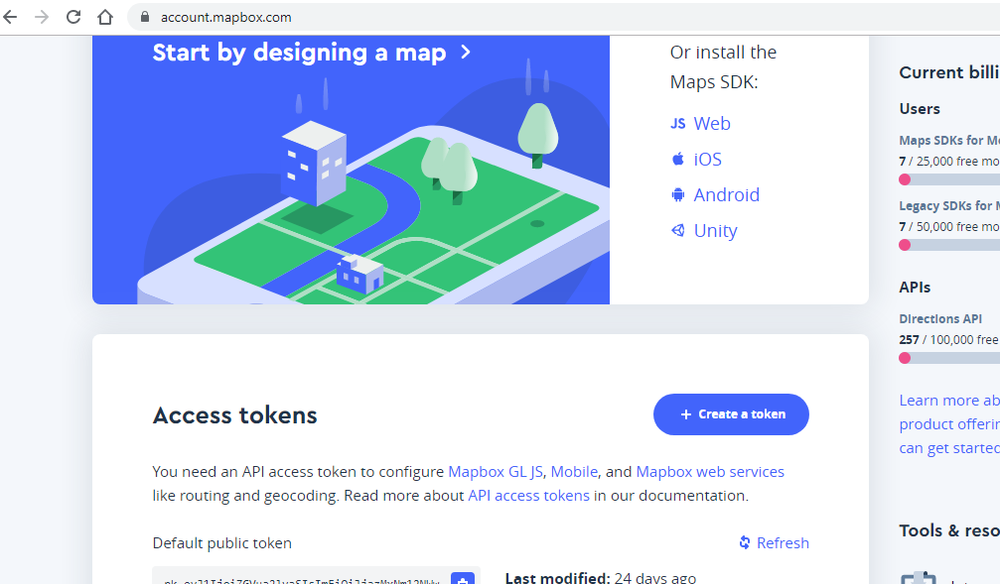 account.mapbox.com
Start by designing a map
Or install the
Maps SDK:
JS Web
iOS
Android
Unity
Current billi
Users
Maps SDKs for Mo
7 / 25,000 free mo
Legacy SDKs for M
7 / 50,000 free mo
APIs
Directions API
257 / 100,000 free
Learn more ab
product offerin
can get started
Access tokens
+ Create a token
You need an API access token to configure Mapbox GL JS, Mobile, and Mapbox web services
like routing and geocoding. Read more about API access tokens in our documentation.
Default public token
Refresh
Last modified: 24 days ago
Tools & reso